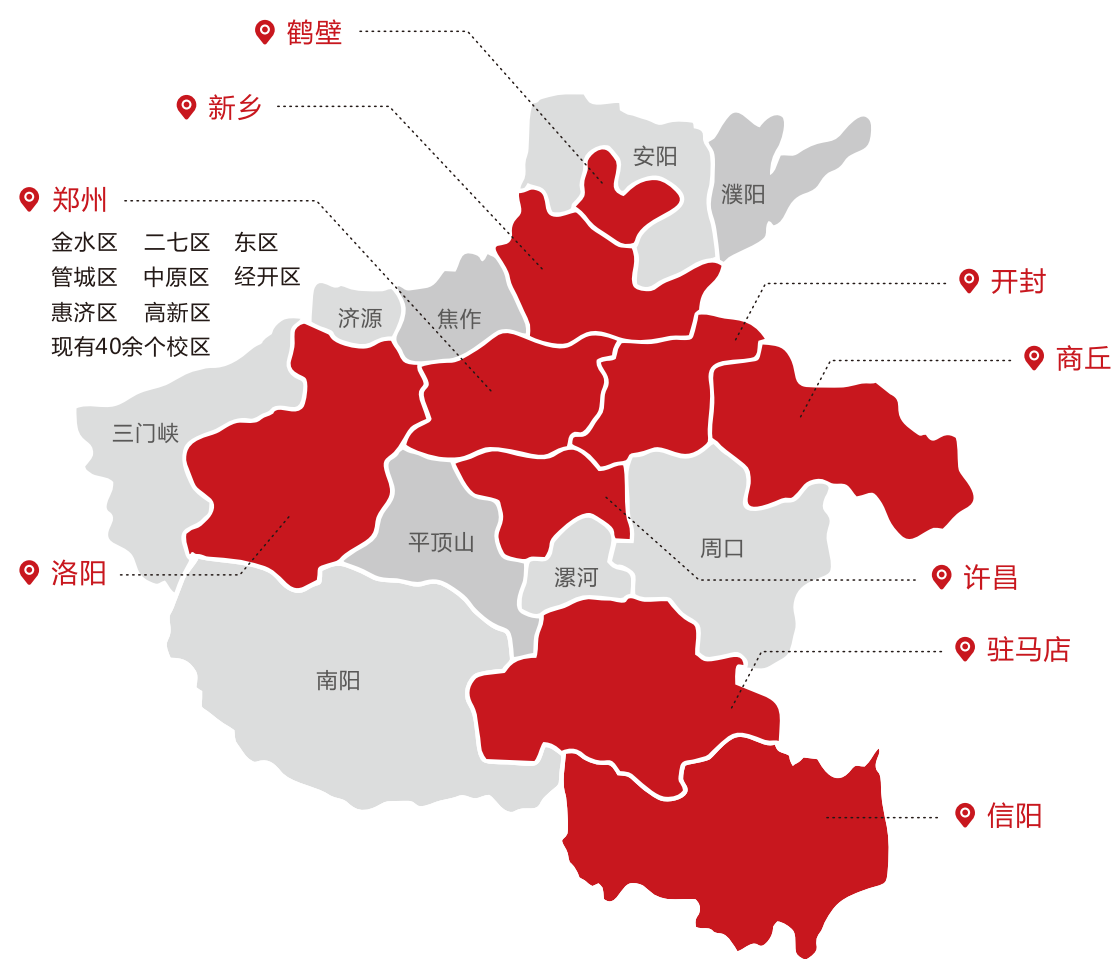 鹤壁
新乡
郑州
金水区 二七区 东区
管城区 中原区 经开区
惠济区 高新区
现有40余个校区
安阳
濮阳
开封
济源
焦作
商丘
三门峡
平顶山
周口
洛阳
漯河
许昌
驻马店
南阳
信阳